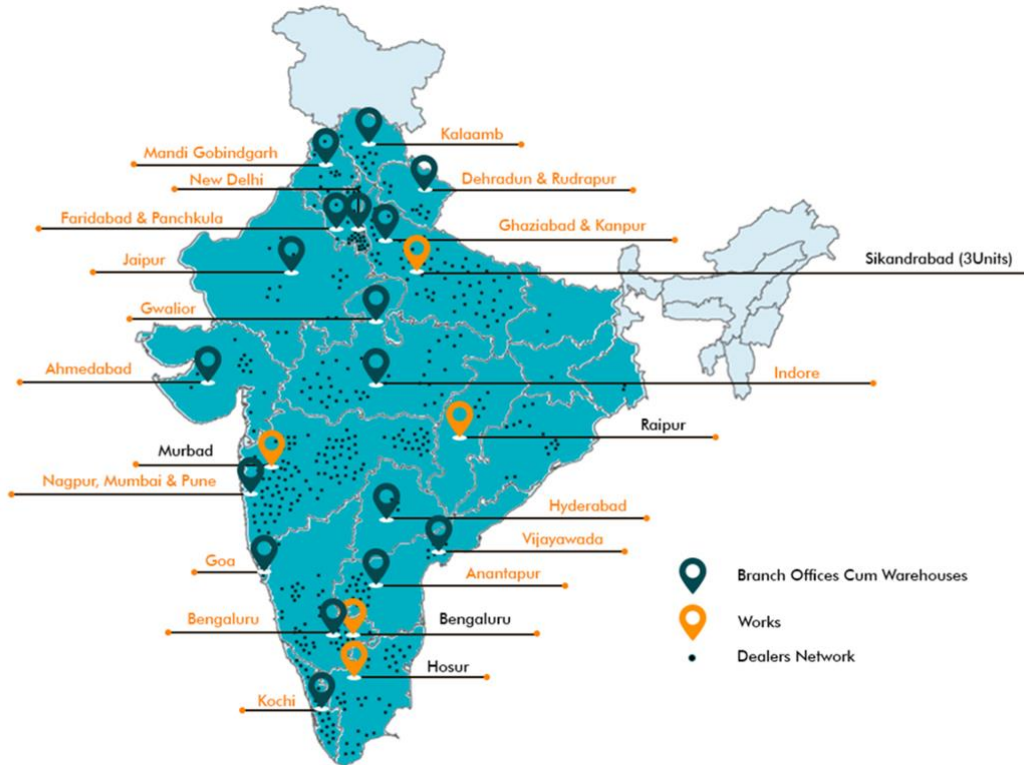 Kalaamb
Mandi Gobindgarh
New Delhi
Dehradun & Rudrapur
Faridabad & Panchkula
Ghaziabad & Kanpur
Jaipur
Sikandrabad (3Units)
Gwalior
Ahmedabad
Indore
Raipur
Murbad
Nagpur, Mumbai & Pune
Hyderabad
Vijayawada
Goa
Anantapur
Branch Offices Cum Warehouses
Bengaluru
Bengaluru
Works
Dealers Network
Hosur
Kochi